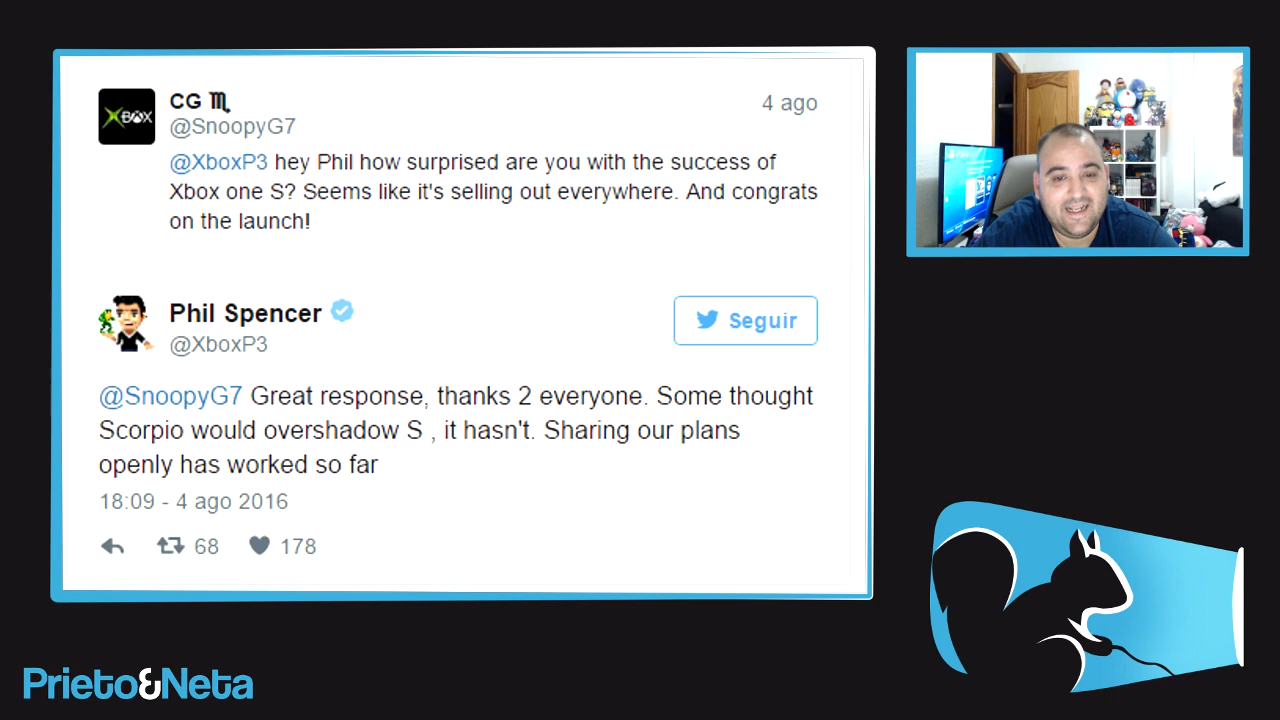 CG ♏
4 ago
@SnoopyG7
@XboxP3 hey Phil how surprised are you with the success of
Xbox one S? Seems like it's selling out everywhere. And congrats
on the launch!
XBOX
Phil Spencer
@XboxP3
Seguir
@SnoopyG7 Great response, thanks 2 everyone. Some thought
Scorpio would overshadow S , it hasn't. Sharing our plans
openly has worked so far
18:09 - 4 ago 2016
68
178
Prieto&Neta